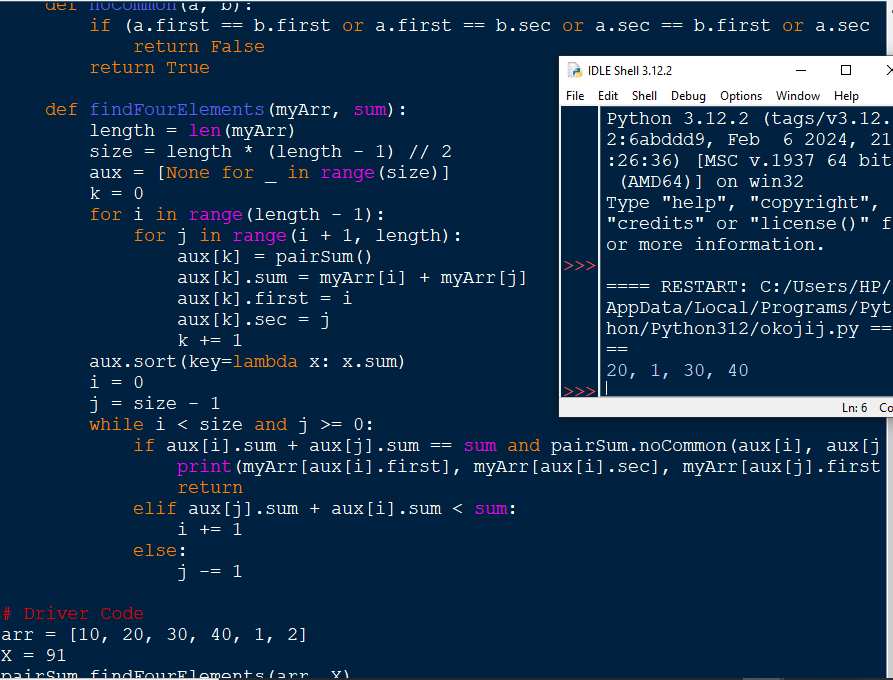 def noCommon(a, b):
if (a.first == b.first or a.first == b.sec or a.sec == b.first or a.sec
return False
return True
def findFourElements(myArr, sum):
length = len(myArr)
size = length * (length - 1) // 2
aux = [None for _ in range(size)]
k = 0
for i in range(length - 1):
for j in range(i + 1, length):
aux[k] = pairSum()
aux[k].sum = myArr[i] + myArr[j]
aux[k].first = i
aux[k].sec = j
k += 1
aux.sort(key=lambda x: x.sum)
i = 0
j = size - 1
while i < size and j >= 0:
if aux[i].sum + aux[j].sum == sum and pairSum.noCommon(aux[i], aux[j
print(myArr[aux[i].first], myArr[aux[i].sec], myArr[aux[j].first
return
elif aux[j].sum + aux[i].sum < sum:
i += 1
else:
j -= 1
# Driver Code
arr = [10, 20, 30, 40, 1, 2]
X = 91
pairSum.findFourElements(arr, X)
IDLE Shell 3.12.2
File Edit Shell Debug Options Window Help
Python 3.12.2 (tags/v3.12.
2:6abddd9, Feb  6 2024, 21
:26:36) [MSC v.1937 64 bit
(AMD64)] on win32
Type "help", "copyright",
"credits" or "license()" f
or more information.
>>>
==== RESTART: C:/Users/HP/
AppData/Local/Programs/Pyt
hon/Python312/okojij.py ==
==
20, 1, 30, 40
>>>
Ln: 6 Co